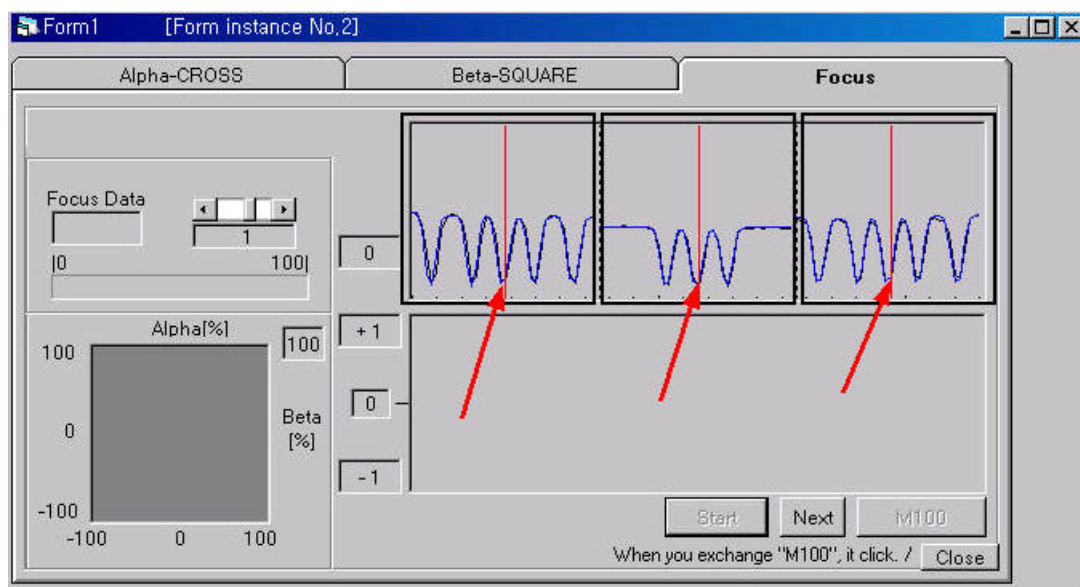 Form1 [Form instance No,2]
Alpha-CROSS
Beta-SQUARE
Focus
Focus Data
1
|0 100|
0
Alpha[%]
100
100
0
-100
-100 0 100
Beta
[%]
+1
0
-1
Start
Next
M100
When you exchange "M100", it click. /
Close